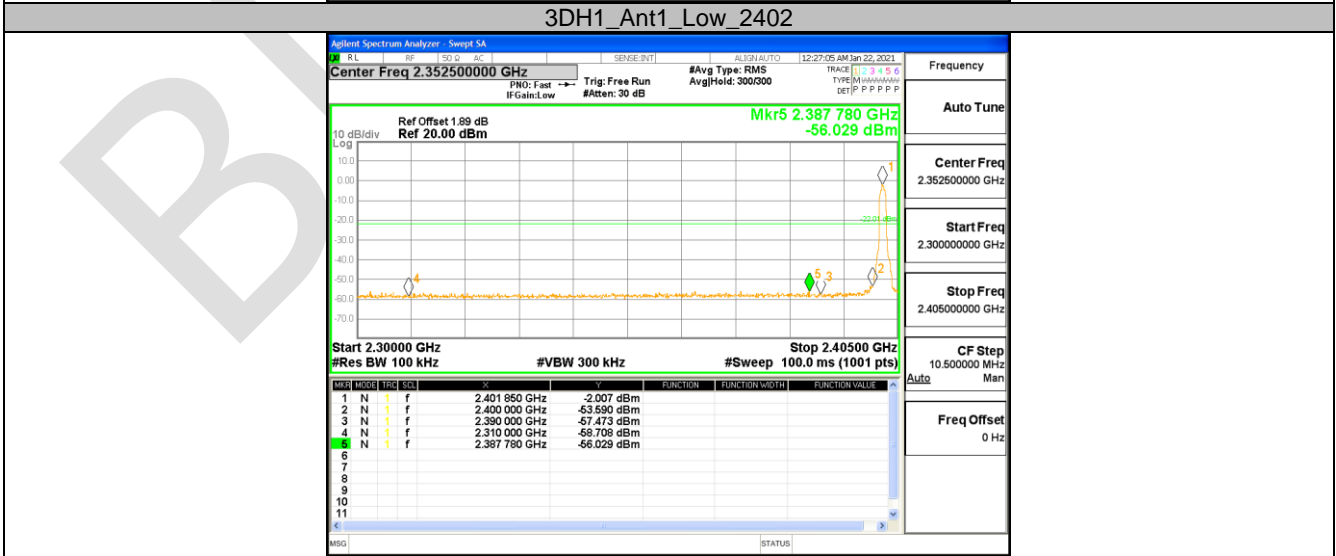 3DH1_Ant1_Low_2402
Agilent Spectrum Analyzer - Swept SA
RL RF 50 Ω AC SENSE:INT ALIGN AUTO 12:27:05 AM Jan 22, 2021
Center Freq 2.352500000 GHz
PNO: Fast
IFGain:Low
Trig: Free Run
#Atten: 30 dB
#Avg Type: RMS
Avg|Hold: 300/300
TRACE 1 2 3 4 5 6
TYPE M
DET P P P P P P
Frequency
Mkr5 2.387 780 GHz
-56.029 dBm
Ref Offset 1.89 dB
10 dB/div Ref 20.00 dBm
Log
10.0
0.00
-10.0
-20.0
-30.0
-40.0
-50.0
-60.0
-70.0
1
-22.01 dBm
4
5
3
2
Start 2.30000 GHz Stop 2.40500 GHz
#Res BW 100 kHz #VBW 300 kHz #Sweep 100.0 ms (1001 pts)
MKR MODE TRC SCL X Y FUNCTION FUNCTION WIDTH FUNCTION VALUE
1 N 1 f 2.401 850 GHz -2.007 dBm
2 N 1 f 2.400 000 GHz -53.590 dBm
3 N 1 f 2.390 000 GHz -57.473 dBm
4 N 1 f 2.310 000 GHz -58.708 dBm
5 N 1 f 2.387 780 GHz -56.029 dBm
6
7
8
9
10
11
MSG STATUS
Auto Tune
Center Freq
2.352500000 GHz
Start Freq
2.300000000 GHz
Stop Freq
2.405000000 GHz
CF Step
10.500000 MHz
Auto Man
Freq Offset
0 Hz